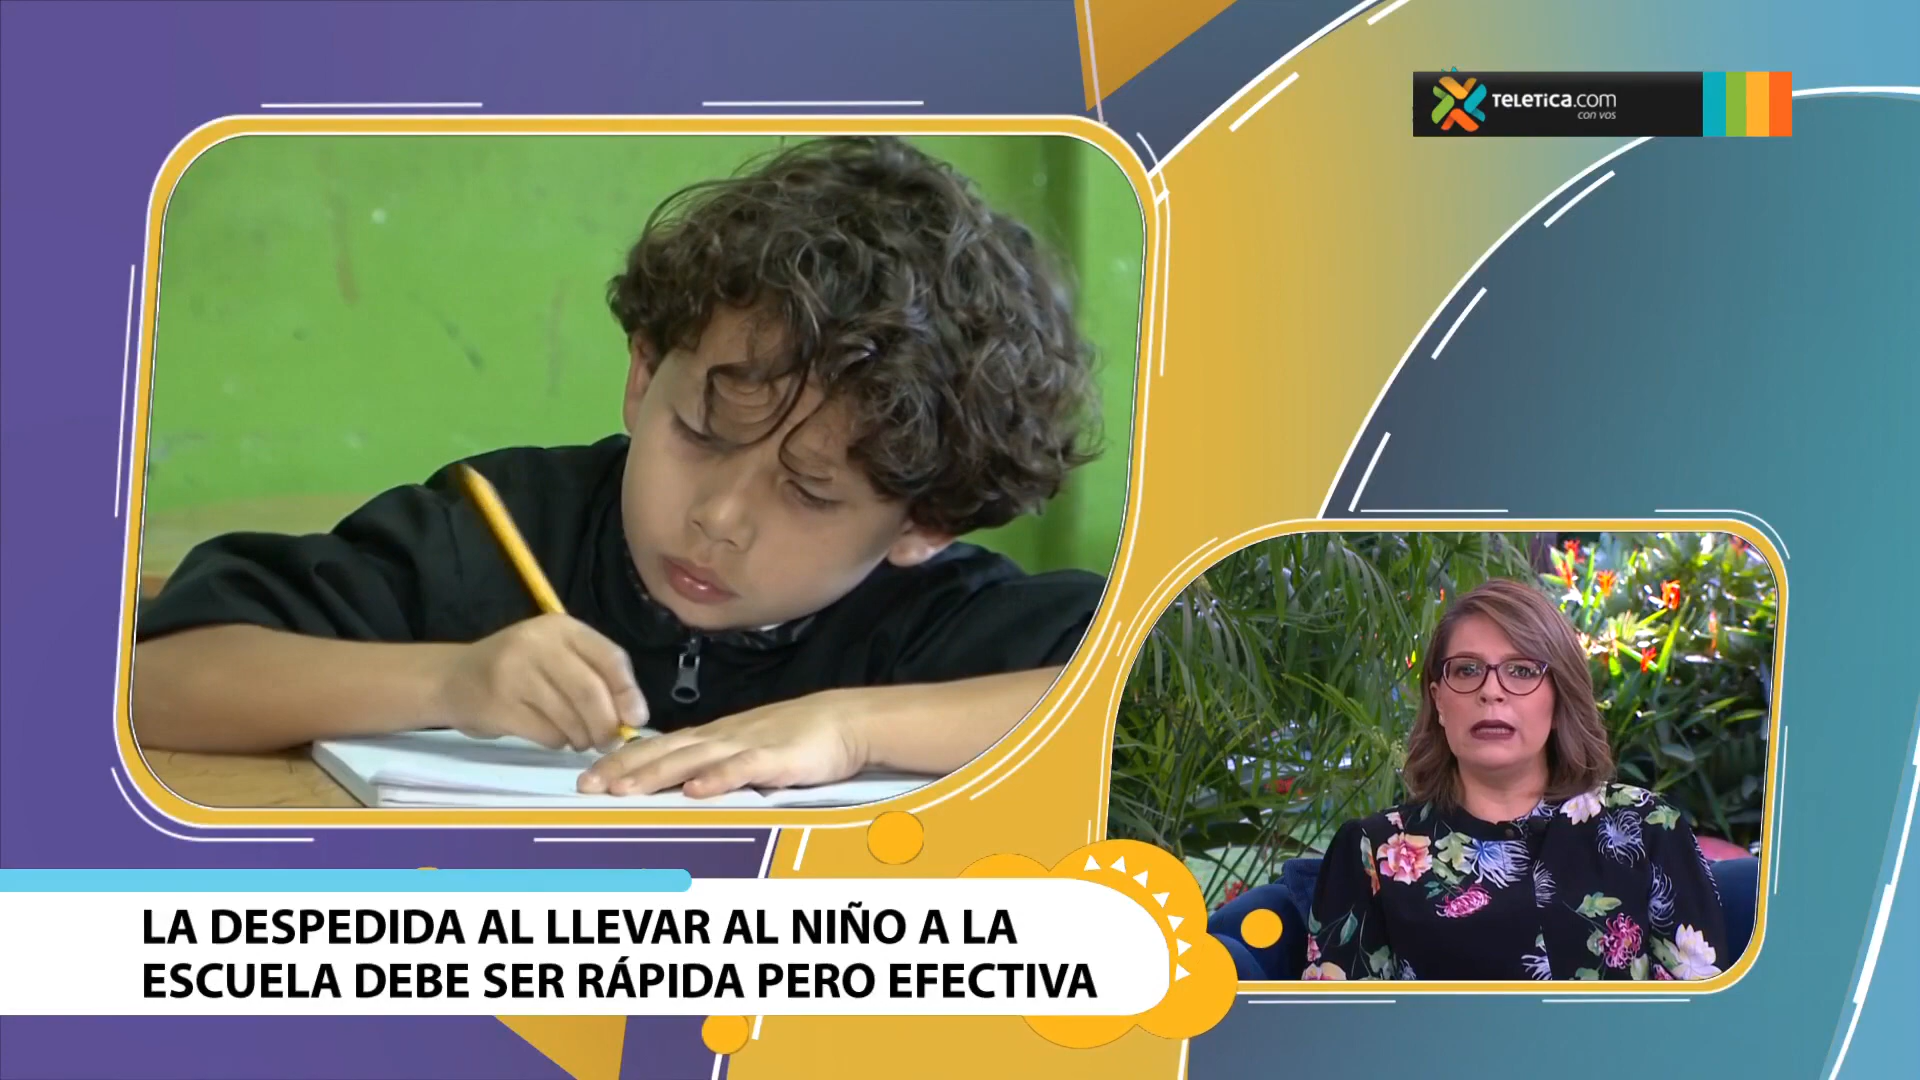 TELETICA.COM
con vos
LA DESPEDIDA AL LLEVAR AL NIÑO A LA
ESCUELA DEBE SER RÁPIDA PERO EFECTIVA